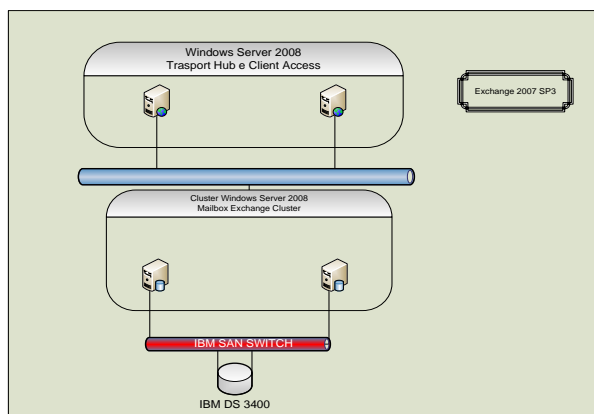 Windows Server 2008
Trasport Hub e Client Access
Exchange 2007 SP3
Cluster Windows Server 2008
Mailbox Exchange Cluster
IBM SAN SWITCH
IBM DS 3400